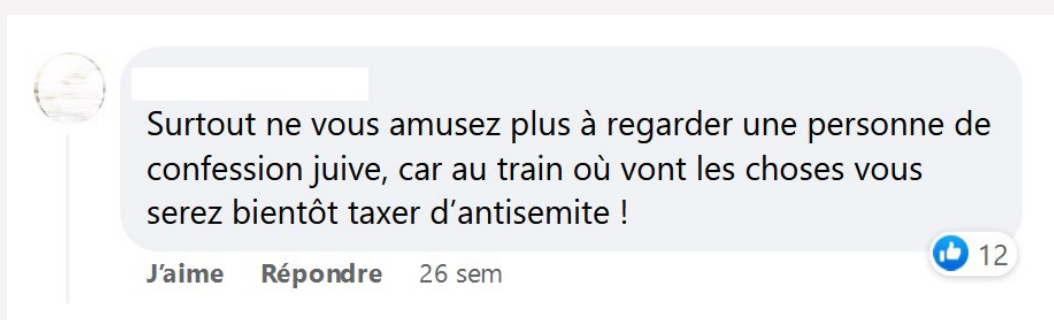 Surtout ne vous amusez plus à regarder une personne de
confession juive, car au train où vont les choses vous
serez bientôt taxer d’antisemite !
12
J’aime Répondre 26 sem